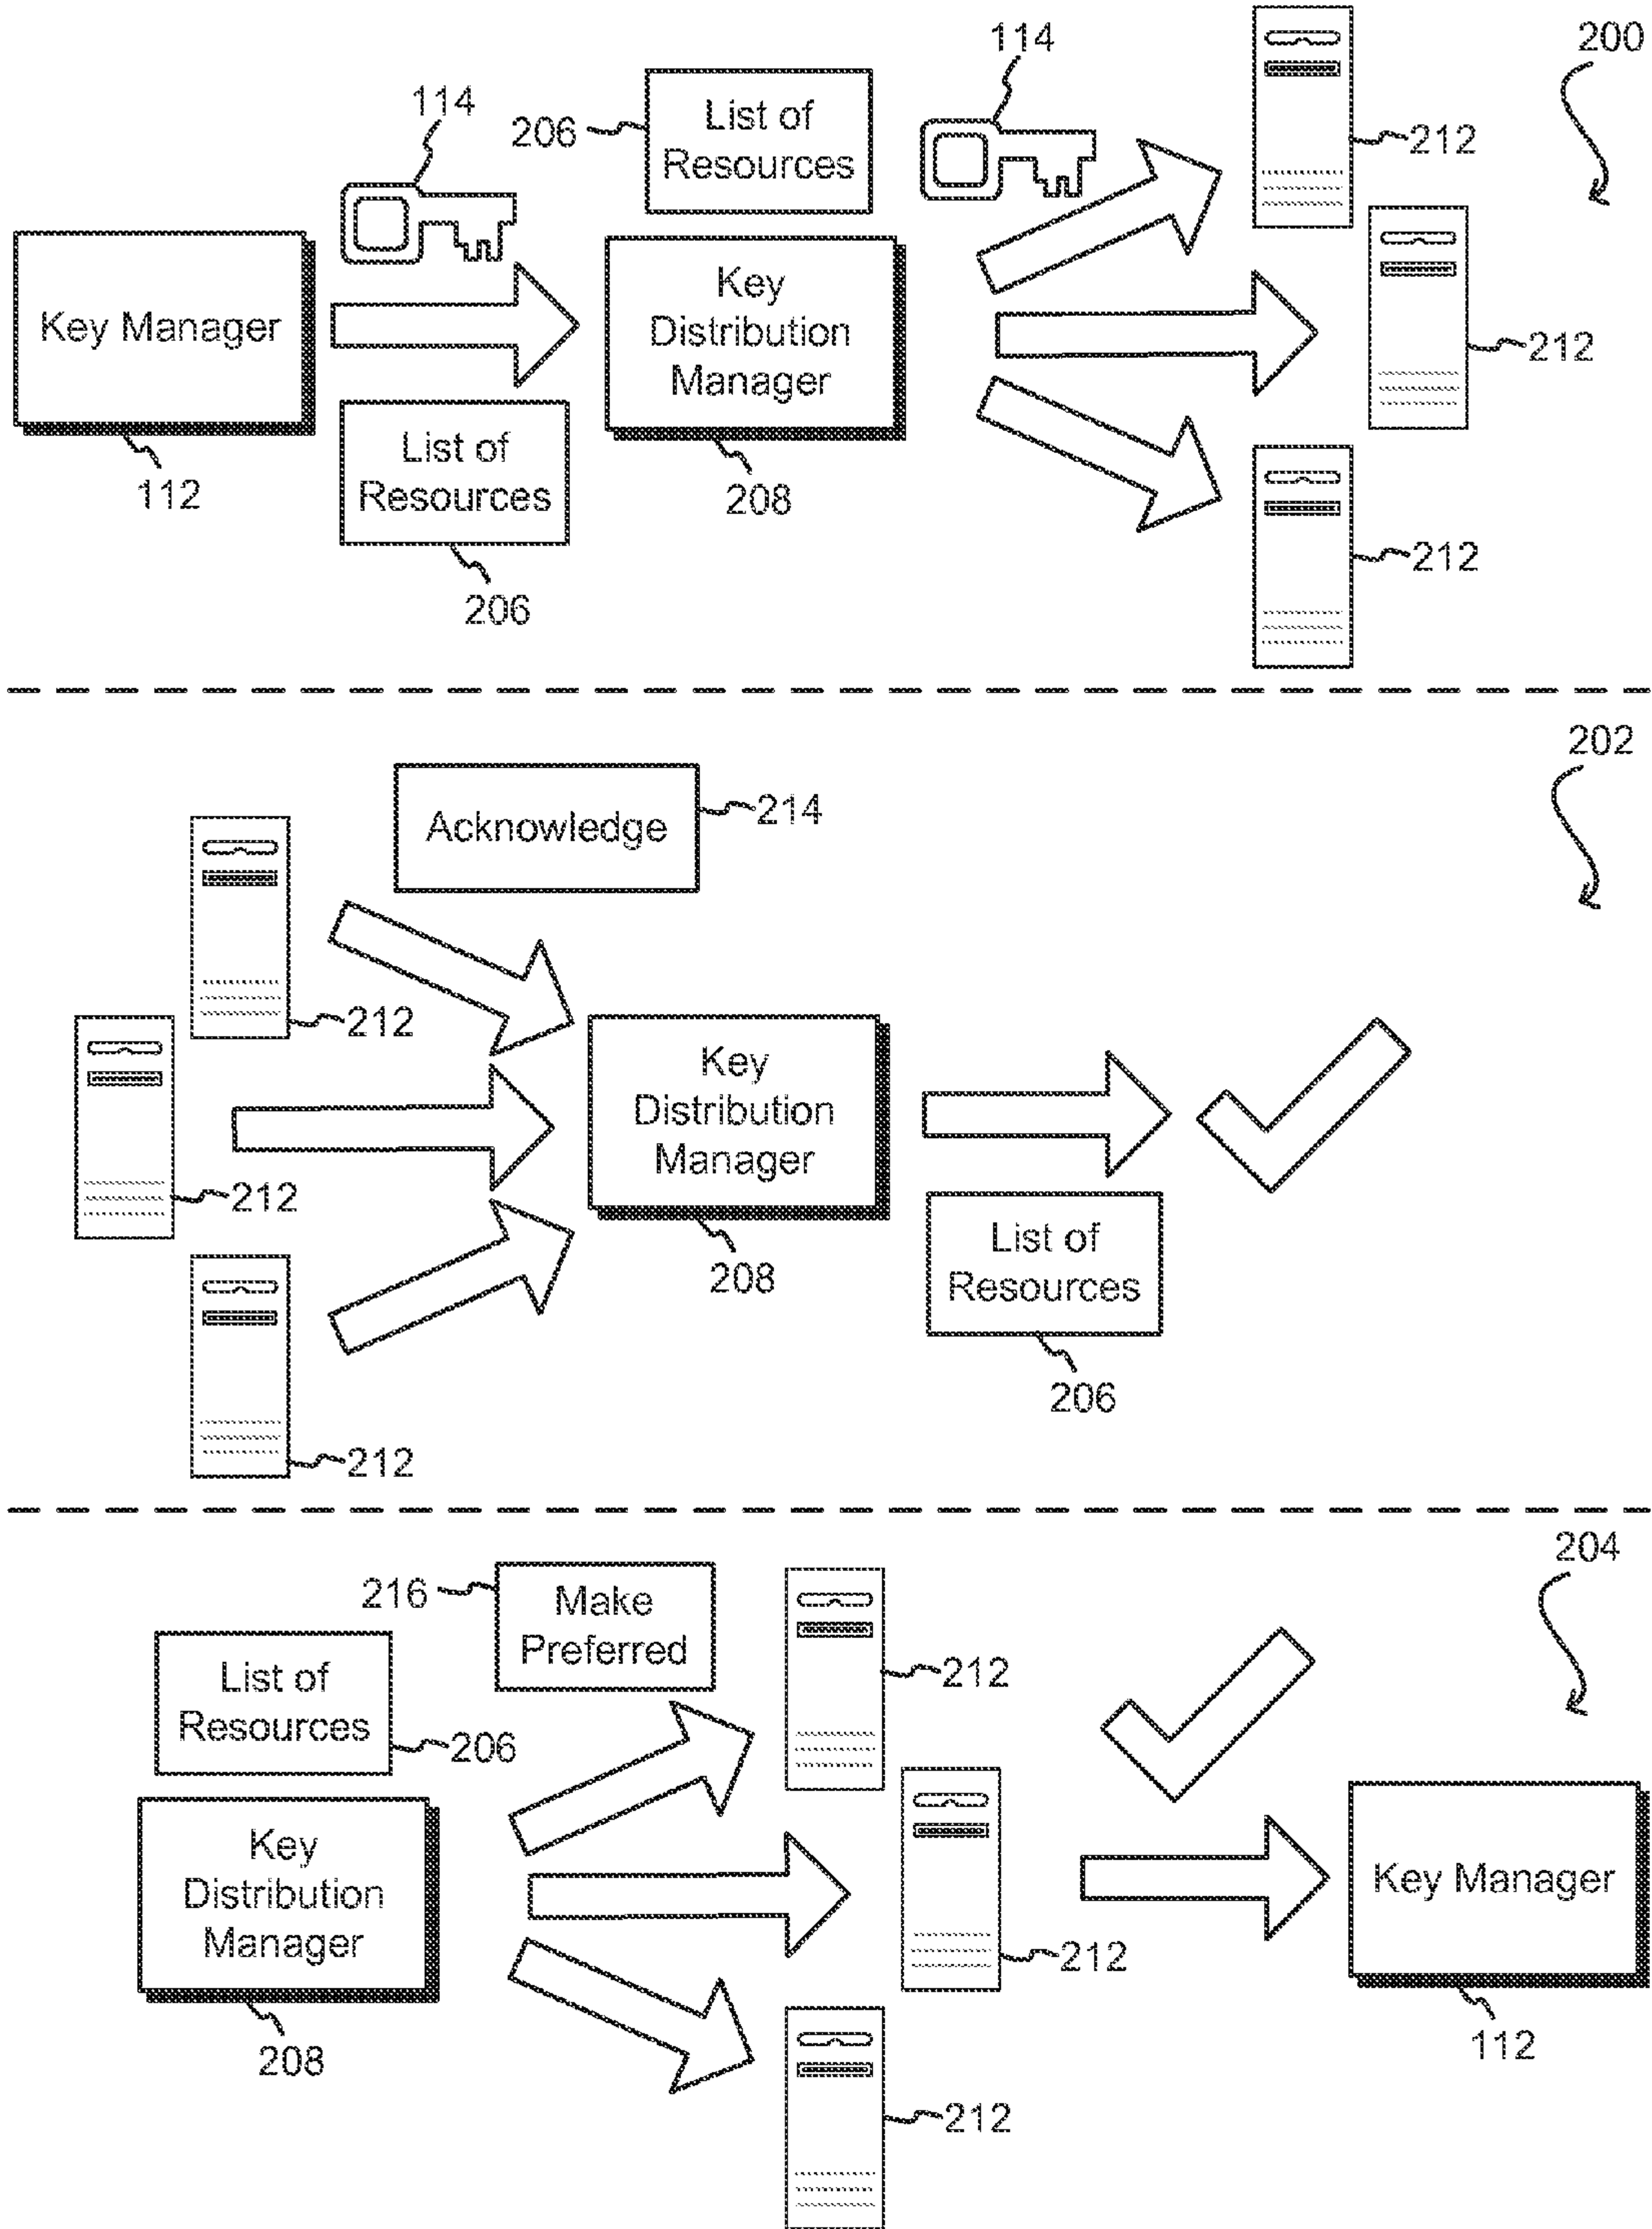 114
200
114
206
List of
Resources
212
Key Manager
Key
Distribution
Manager
212
List of
Resources
112
208
212
206
202
Acknowledge
214
212
Key
Distribution
Manager
212
208
List of
Resources
206
212
204
216
Make
Preferred
List of
Resources
206
212
Key
Distribution
Manager
Key Manager
212
208
112
212